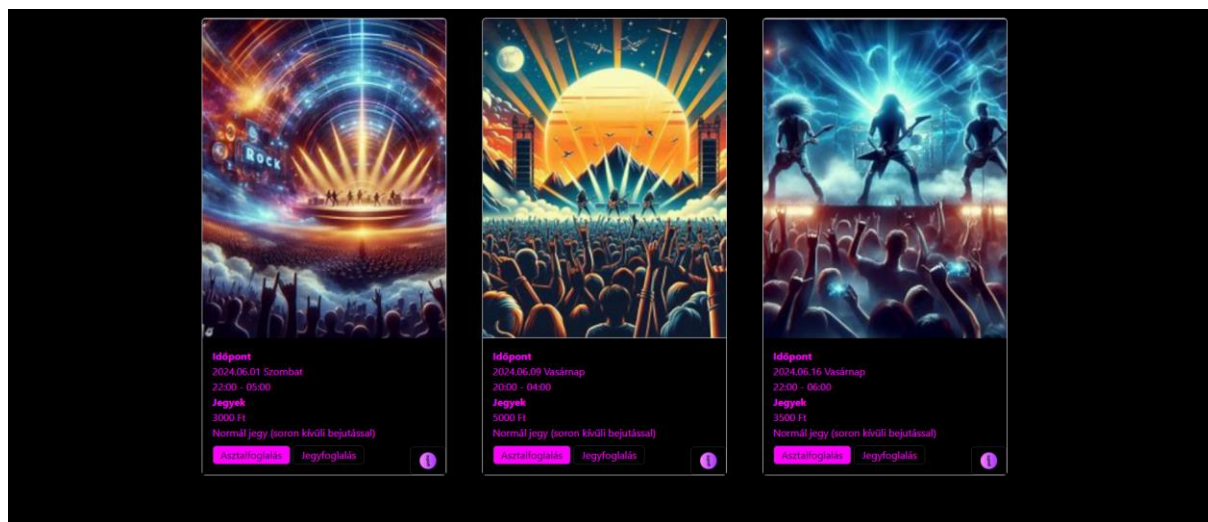 ROCK
Időpont
2024.06.01 Szombat
22:00 - 05:00
Jegyek
3000 Ft
Normál jegy (soron kívüli bejutással)
Asztalfoglalás Jegyfoglalás
Időpont
2024.06.09 Vasárnap
20:00 - 04:00
Jegyek
5000 Ft
Normál jegy (soron kívüli bejutással)
Asztalfoglalás Jegyfoglalás
Időpont
2024.06.16 Vasárnap
22:00 - 06:00
Jegyek
3500 Ft
Normál jegy (soron kívüli bejutással)
Asztalfoglalás Jegyfoglalás